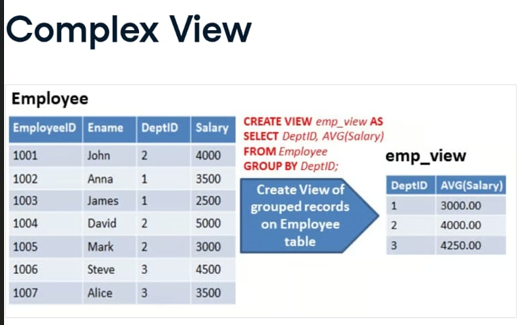 Complex View
Employee
EmployeeID Ename DeptID Salary
1001 John 2 4000
1002 Anna 1 3500
1003 James 1 2500
1004 David 2 5000
1005 Mark 2 3000
1006 Steve 3 4500
1007 Alice 3 3500
CREATE VIEW emp_view AS
SELECT DeptID, AVG(Salary)
FROM Employee
GROUP BY DeptID;
Create View of
grouped records
on Employee
table
emp_view
DeptID AVG(Salary)
1 3000.00
2 4000.00
3 4250.00